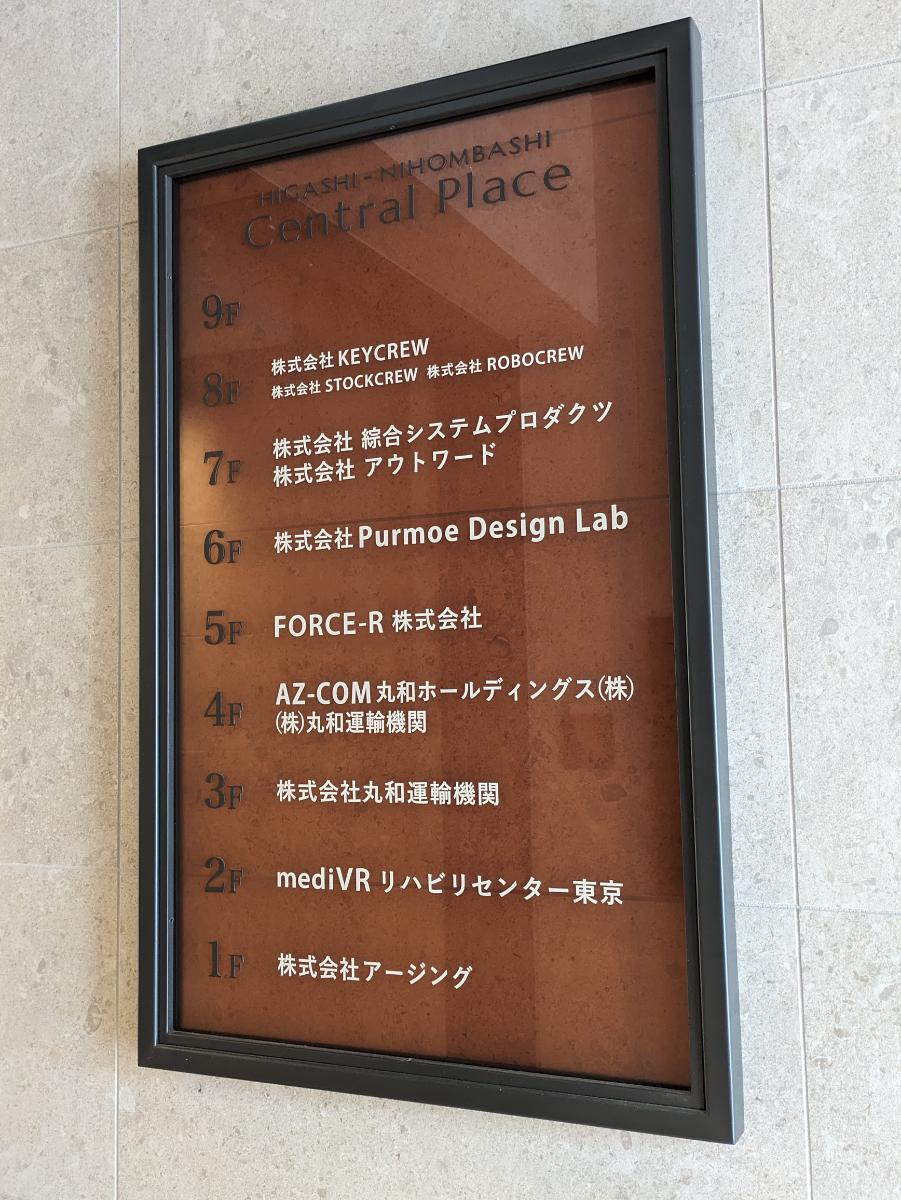 HIGASHI-NIHOMBASHI
Central Place
9F
8F
株式会社 KEYCREW
株式会社 STOCKCREW 株式会社 ROBOCREW
7F
株式会社 綜合システムプロダクツ
株式会社 アウトワード
6F 株式会社 Purmoe Design Lab
5F FORCE-R 株式会社
4F
AZ-COM 丸和ホールディングス(株)
(株)丸和運輸機関
3F 株式会社丸和運輸機関
2F mediVR リハビリセンター東京
1F 株式会社アージング